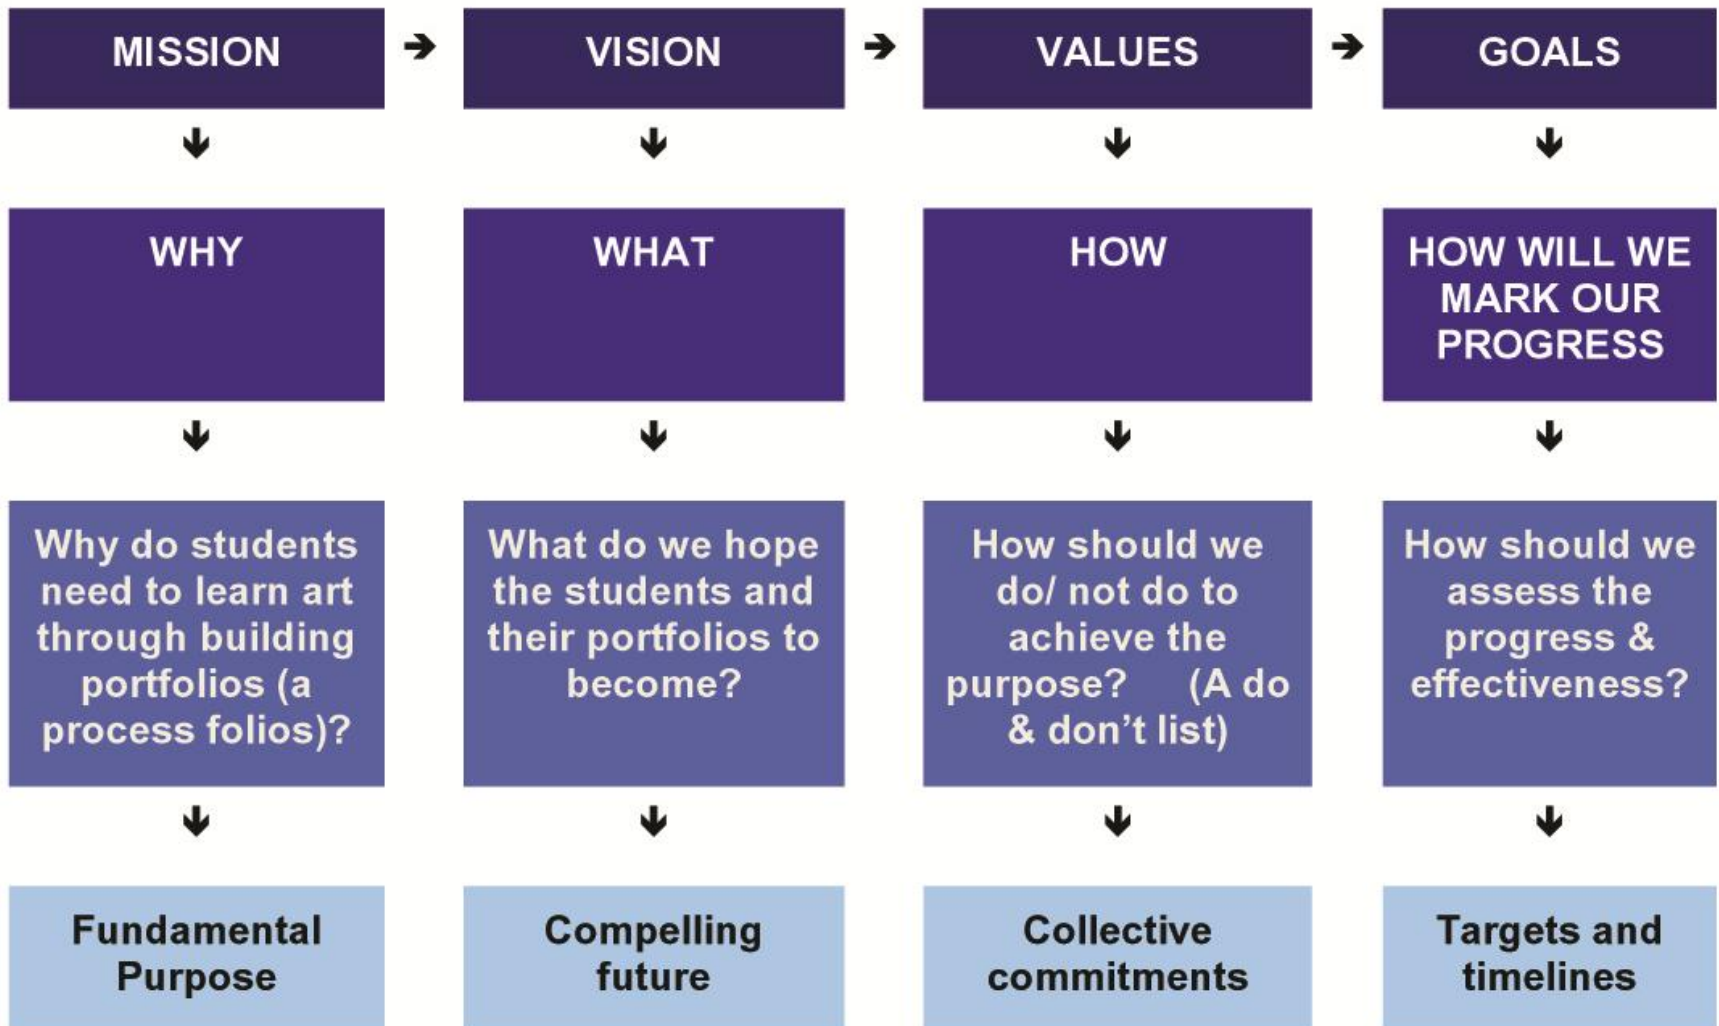 MISSION
VISION
VALUES
GOALS
WHY
WHAT
HOW
HOW WILL WE
MARK OUR
PROGRESS
Why do students
need to learn art
through building
portfolios (a
process folios)?
What do we hope
the students and
their portfolios to
become?
How should we
do/ not do to
achieve the
purpose? (A do
& don’t list)
How should we
assess the
progress &
effectiveness?
Fundamental
Purpose
Compelling
future
Collective
commitments
Targets and
timelines